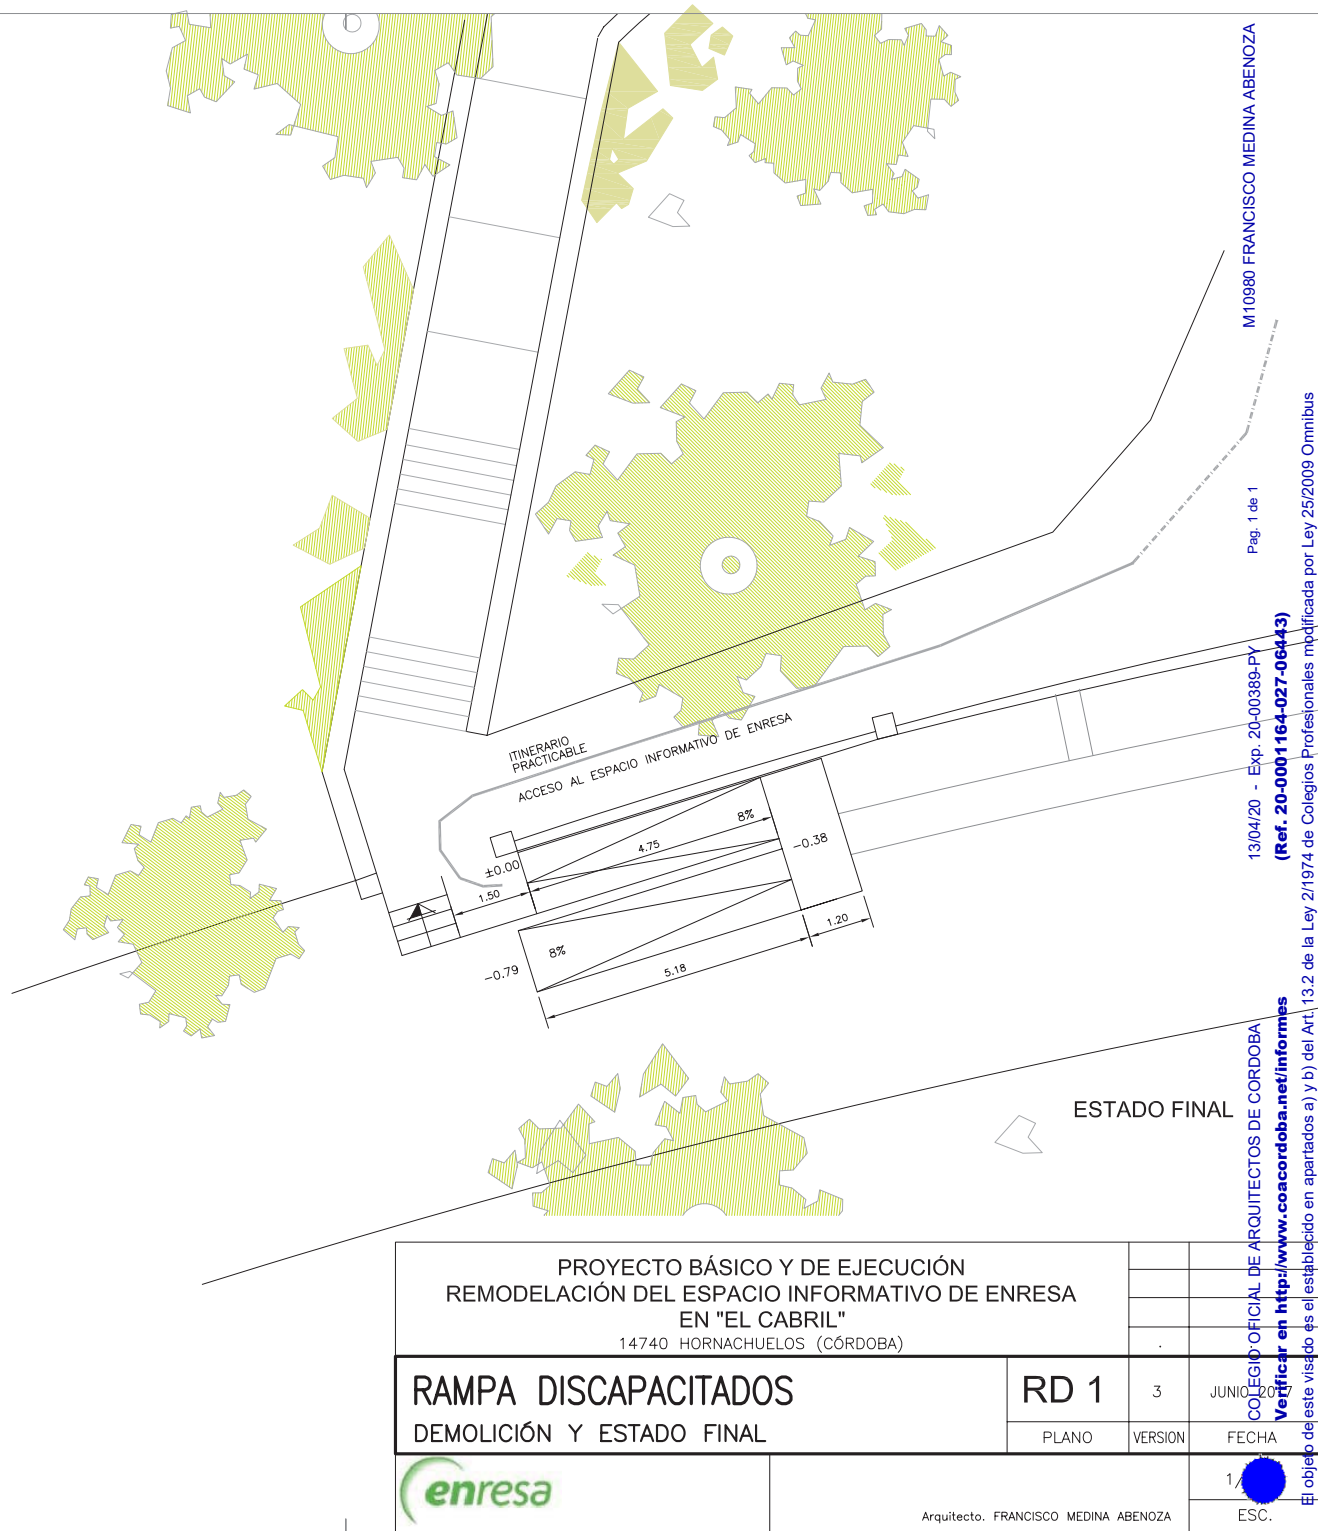 M10980 FRANCISCO MEDINA ABENOZA
Pag. 1 de 1
13/04/20 - Exp. 20-00389-PY
(Ref. 20-0001164-027-06443)
COLEGIO OFICIAL DE ARQUITECTOS DE CORDOBA
Verificar en http://www.coacordoba.net/informes
El objeto de este visado es el establecido en apartados a) y b) del Art. 13.2 de la Ley 2/1974 de Colegios Profesionales modificada por Ley 25/2009 Omnibus
ITINERARIO
PRACTICABLE
ACCESO AL ESPACIO INFORMATIVO DE ENRESA
8%
4.75
-0.38
±0.00
1.50
1.20
8%
-0.79
5.18
ESTADO FINAL
PROYECTO BÁSICO Y DE EJECUCIÓN
REMODELACIÓN DEL ESPACIO INFORMATIVO DE ENRESA
EN "EL CABRIL"
14740 HORNACHUELOS (CÓRDOBA)
RAMPA DISCAPACITADOS
DEMOLICIÓN Y ESTADO FINAL
RD 1
3
JUNIO 2017
PLANO
VERSION
FECHA
enresa
Arquitecto. FRANCISCO MEDINA ABENOZA
1/
ESC.